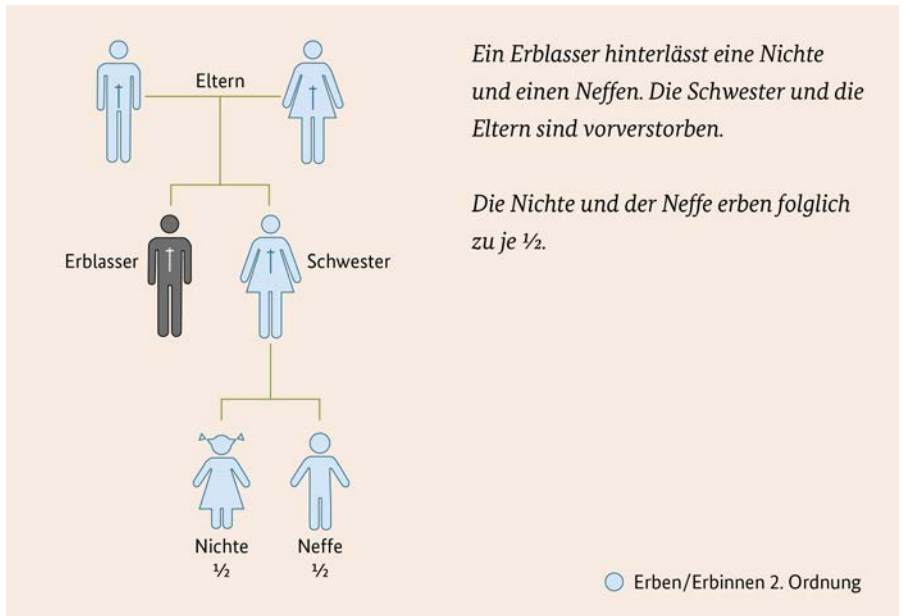 Eltern
Ein Erblasser hinterlässt eine Nichte
und einen Neffen. Die Schwester und die
Eltern sind vorverstorben.
Die Nichte und der Neffe erben folglich
zu je ½.
Erblasser
Schwester
Nichte
½
Neffe
½
Erben/Erbinnen 2. Ordnung